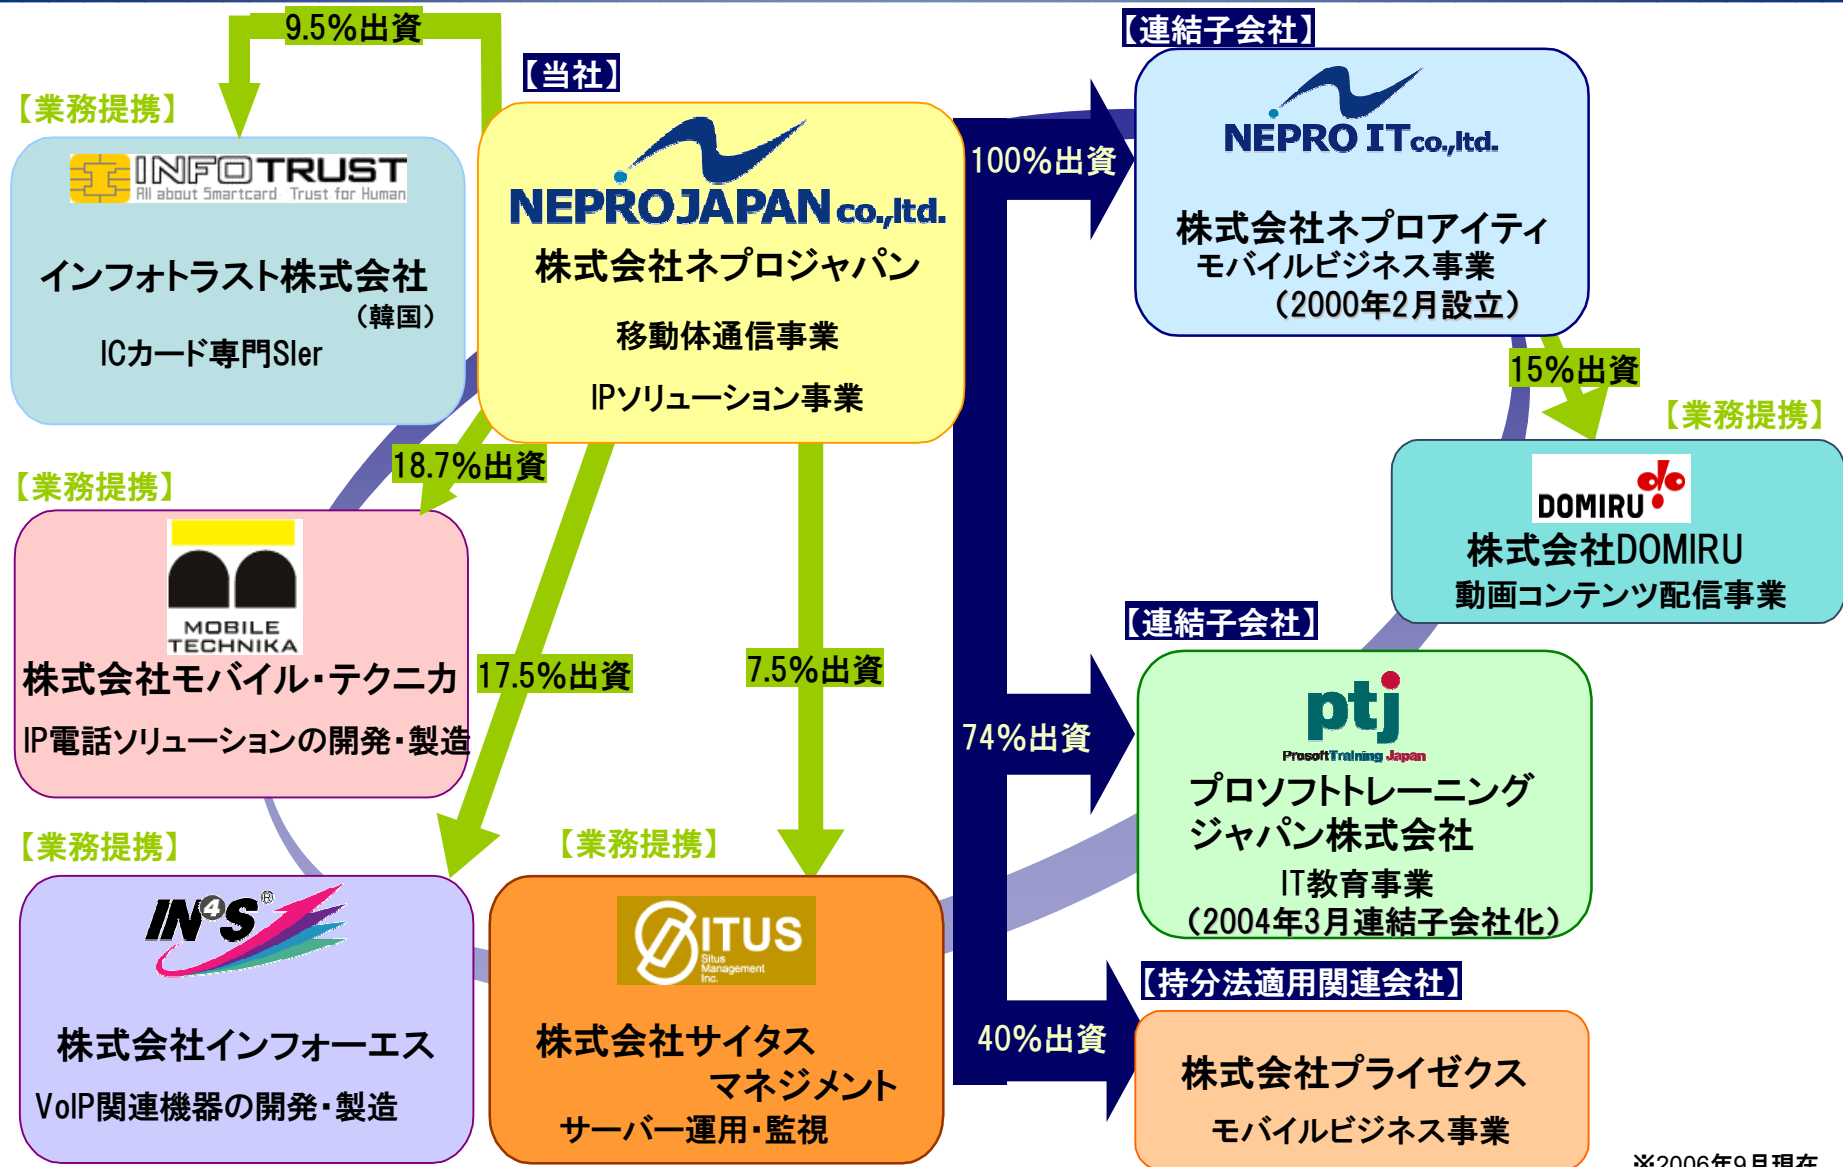 9.5%出資
【業務提携】
INFOTRUST
All about Smartcard Trust for Human
インフォトラスト株式会社
（韓国）
ICカード専門SIer
【当社】
NEPROJAPAN co.,ltd.
株式会社ネプロジャパン
移動体通信事業
IPソリューション事業
【連結子会社】
100%出資
NEPRO IT co.,ltd.
株式会社ネプロアイティ
モバイルビジネス事業
（2000年2月設立）
15%出資
【業務提携】
DOMIRU
株式会社DOMIRU
動画コンテンツ配信事業
18.7%出資
【業務提携】
MOBILE
TECHNIKA
株式会社モバイル・テクニカ
IP電話ソリューションの開発・製造
17.5%出資
7.5%出資
【連結子会社】
74%出資
ptj
ProsoftTraining Japan
プロソフトトレーニング
ジャパン株式会社
IT教育事業
（2004年3月連結子会社化）
【業務提携】
IN4S®
株式会社インフォーエス
VoIP関連機器の開発・製造
【業務提携】
SITUS
Situs
Management
Inc.
株式会社サイタス
マネジメント
サーバー運用・監視
【持分法適用関連会社】
40%出資
株式会社プライゼクス
モバイルビジネス事業
※2006年9月現在